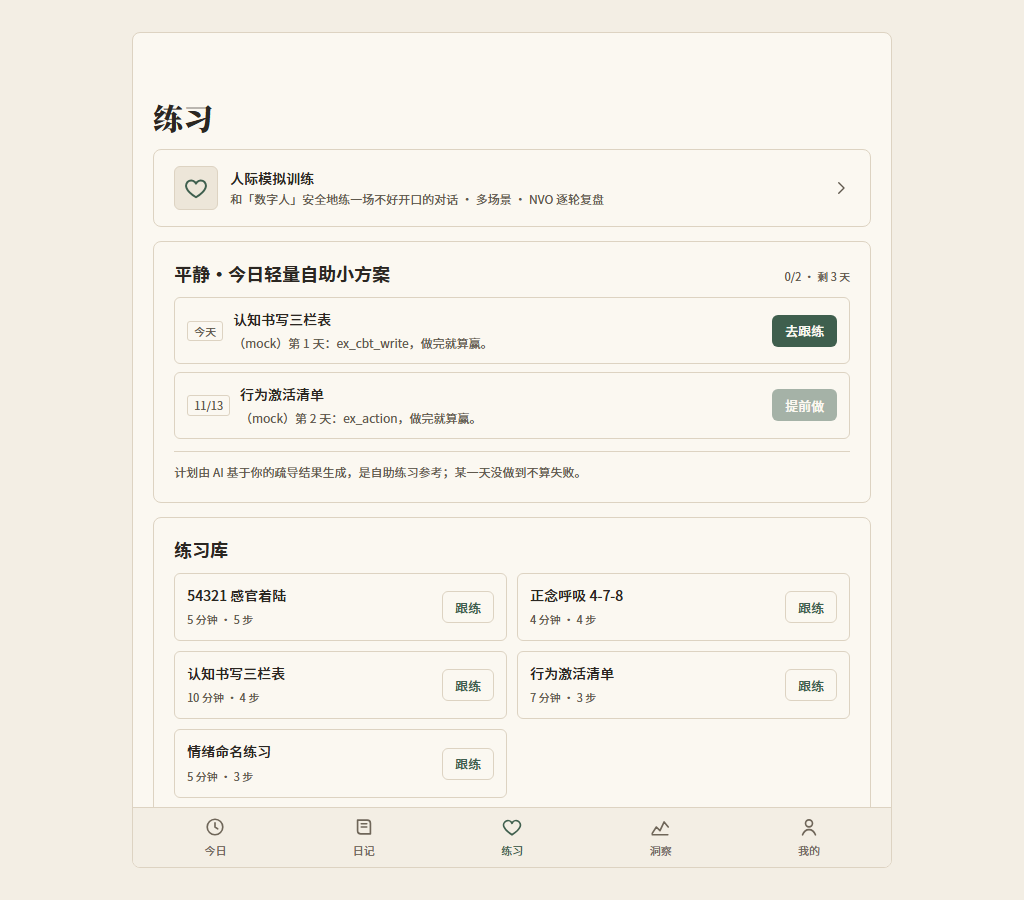 练习
人际模拟训练
和「数字人」安全地练一场不好开口的对话 · 多场景 · NVO 逐轮复盘
平静·今日轻量自助小方案
0/2 · 剩 3 天
今天
认知书写三栏表
（mock）第 1 天：ex_cbt_write，做完就算赢。
去跟练
11/13
行为激活清单
（mock）第 2 天：ex_action，做完就算赢。
提前做
计划由 AI 基于你的疏导结果生成，是自助练习参考；某一天没做到不算失败。
练习库
54321 感官着陆
5 分钟 · 5 步
跟练
正念呼吸 4-7-8
4 分钟 · 4 步
跟练
认知书写三栏表
10 分钟 · 4 步
跟练
行为激活清单
7 分钟 · 3 步
跟练
情绪命名练习
5 分钟 · 3 步
跟练
今日
日记
练习
洞察
我的